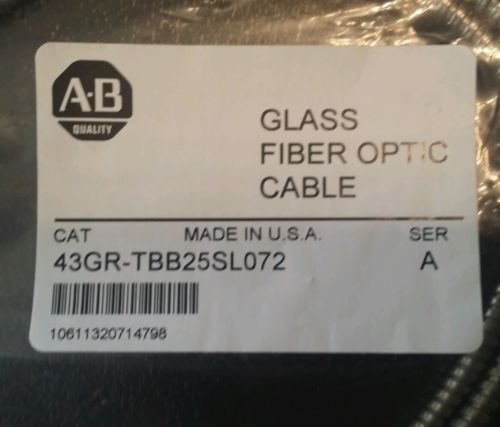 A-B
QUALITY
GLASS
FIBER OPTIC
CABLE
CAT MADE IN U.S.A. SER
43GR-TBB25SL072 A
10611320714798